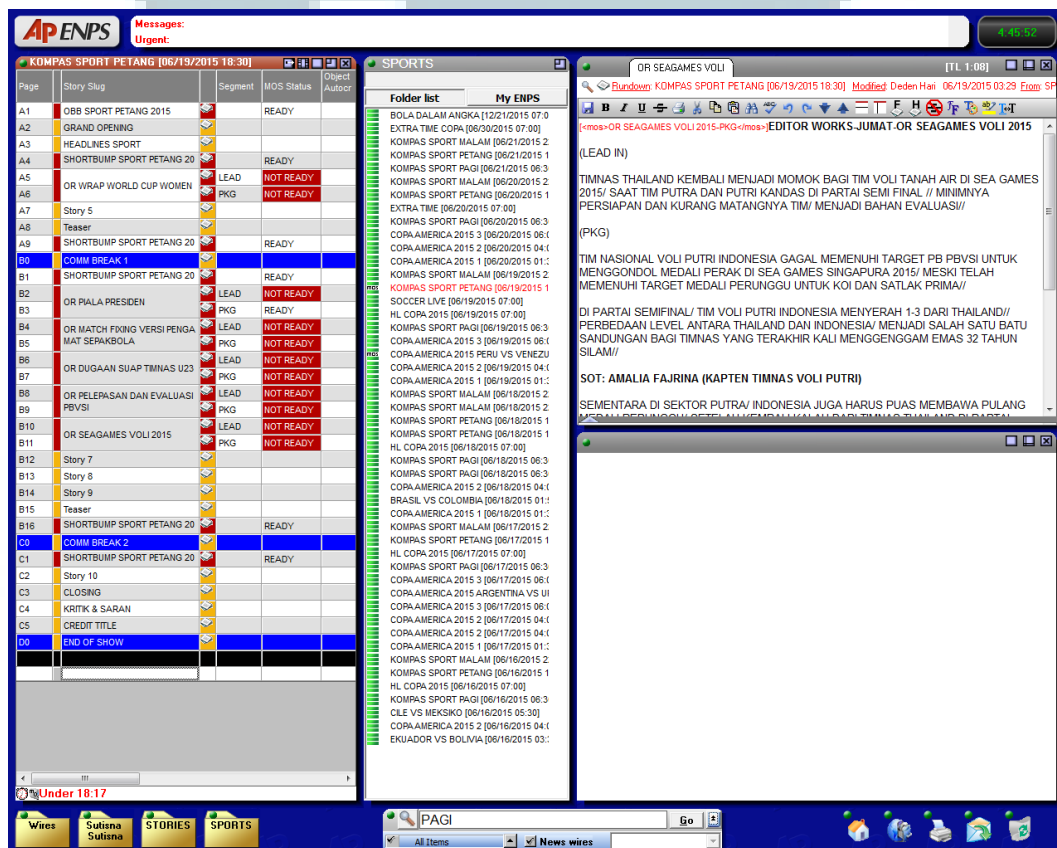 AP ENPS
Messages:
Urgent:
4:45:52
KOMPAS SPORT PETANG [06/19/2015 18:30]
Page Story Slug Segment MOS Status Object
Autocr
A1 OBB SPORT PETANG 2015 READY
A2 GRAND OPENING
A3 HEADLINES SPORT
A4 SHORTBUMP SPORT PETANG 20 READY
A5 OR WRAP WORLD CUP WOMEN LEAD NOT READY
A6 PKG NOT READY
A7 Story 5
A8 Teaser
A9 SHORTBUMP SPORT PETANG 20 READY
B0 COMM BREAK 1
B1 SHORTBUMP SPORT PETANG 20 READY
B2 OR PIALA PRESIDEN LEAD NOT READY
B3 PKG READY
B4 OR MATCH FIXING VERSI PENGA LEAD NOT READY
B5 MAT SEPAKBOLA PKG NOT READY
B6 OR DUGAAN SUAP TIMNAS U23 LEAD NOT READY
B7 PKG NOT READY
B8 OR PELEPASAN DAN EVALUASI LEAD NOT READY
B9 PBVSI PKG NOT READY
B10 OR SEAGAMES VOLI 2015 LEAD NOT READY
B11 PKG NOT READY
B12 Story 7
B13 Story 8
B14 Story 9
B15 Teaser
B16 SHORTBUMP SPORT PETANG 20 READY
C0 COMM BREAK 2
C1 SHORTBUMP SPORT PETANG 20 READY
C2 Story 10
C3 CLOSING
C4 KRITIK & SARAN
C5 CREDIT TITLE
D0 END OF SHOW
Under 18:17
SPORTS
Folder list My ENPS
BOLA DALAM ANGKA [12/21/2015 07:0
EXTRA TIME COPA [06/30/2015 07:00]
KOMPAS SPORT MALAM [06/21/2015 2
KOMPAS SPORT PETANG [06/21/2015 1
KOMPAS SPORT PAGI [06/21/2015 06:3
KOMPAS SPORT MALAM [06/20/2015 2
KOMPAS SPORT PETANG [06/20/2015 1
EXTRA TIME [06/20/2015 07:00]
KOMPAS SPORT PAGI [06/20/2015 06:3
COPA AMERICA 2015 3 [06/20/2015 06:0
COPA AMERICA 2015 2 [06/20/2015 04:0
COPA AMERICA 2015 1 [06/20/2015 01:3
KOMPAS SPORT MALAM [06/19/2015 2
mos KOMPAS SPORT PETANG [06/19/2015 1
SOCCER LIVE [06/19/2015 07:00]
HL COPA 2015 [06/19/2015 07:00]
KOMPAS SPORT PAGI [06/19/2015 06:3
COPA AMERICA 2015 3 [06/19/2015 06:0
mos COPA AMERICA 2015 PERU VS VENEZU
COPA AMERICA 2015 2 [06/19/2015 04:0
COPA AMERICA 2015 1 [06/19/2015 01:3
KOMPAS SPORT MALAM [06/18/2015 2
KOMPAS SPORT MALAM [06/18/2015 2
KOMPAS SPORT PETANG [06/18/2015 1
KOMPAS SPORT PETANG [06/18/2015 1
HL COPA 2015 [06/18/2015 07:00]
KOMPAS SPORT PAGI [06/18/2015 06:3
KOMPAS SPORT PAGI [06/18/2015 06:3
COPA AMERICA 2015 2 [06/18/2015 04:0
BRASIL VS COLOMBIA [06/18/2015 01:
COPA AMERICA 2015 1 [06/18/2015 01:3
KOMPAS SPORT MALAM [06/17/2015 2
KOMPAS SPORT PETANG [06/17/2015 1
HL COPA 2015 [06/17/2015 07:00]
KOMPAS SPORT PAGI [06/17/2015 06:3
COPA AMERICA 2015 3 [06/17/2015 06:0
COPA AMERICA 2015 ARGENTINA VS U
COPA AMERICA 2015 3 [06/17/2015 06:0
COPA AMERICA 2015 2 [06/17/2015 04:0
COPA AMERICA 2015 2 [06/17/2015 04:0
COPA AMERICA 2015 1 [06/17/2015 01:3
KOMPAS SPORT MALAM [06/16/2015 2
KOMPAS SPORT PETANG [06/16/2015 1
HL COPA 2015 [06/16/2015 07:00]
KOMPAS SPORT PAGI [06/16/2015 06:3
CILE VS MEKSIKO [06/16/2015 05:30]
COPA AMERICA 2015 2 [06/16/2015 04:0
EKUADOR VS BOLIVIA [06/16/2015 03:
OR SEAGAMES VOLI [TL 1:08]
Rundown: KOMPAS SPORT PETANG [06/19/2015 18:30] Modified: Deden Hari 06/19/2015 03:29 From: SP
[<mos>OR SEAGAMES VOLI 2015-PKG</mos>]EDITOR WORKS-JUMAT-OR SEAGAMES VOLI 2015
(LEAD IN)
TIMNAS THAILAND KEMBALI MENJADI MOMOK BAGI TIM VOLI TANAH AIR DI SEA GAMES
2015/ SAAT TIM PUTRA DAN PUTRI KANDAS DI PARTAI SEMI FINAL // MINIMNYA
PERSIAPAN DAN KURANG MATANGNYA TIM/ MENJADI BAHAN EVALUASI//
(PKG)
TIM NASIONAL VOLI PUTRI INDONESIA GAGAL MEMENUHI TARGET PB PBVSI UNTUK
MENGGONDOL MEDALI PERAK DI SEA GAMES SINGAPURA 2015/ MESKI TELAH
MEMENUHI TARGET MEDALI PERUNGGU UNTUK KOI DAN SATLAK PRIMA//
DI PARTAI SEMIFINAL/ TIM VOLI PUTRI INDONESIA MENYERAH 1-3 DARI THAILAND//
PERBEDAAN LEVEL ANTARA THAILAND DAN INDONESIA/ MENJADI SALAH SATU BATU
SANDUNGAN BAGI TIMNAS YANG TERAKHIR KALI MENGGENGGAM EMAS 32 TAHUN
SILAM//
SOT: AMALIA FAJRINA (KAPTEN TIMNAS VOLI PUTRI)
SEMENTARA DI SEKTOR PUTRA/ INDONESIA JUGA HARUS PUAS MEMBAWA PULANG
MEDALI PERUNGGU/ SETELAH KEMBALI KALAH DARI TIMNAS THAILAND DI PARTAI
Wires
Sutisna
Sutisna
STORIES
SPORTS
PAGI Go
All Items News wires